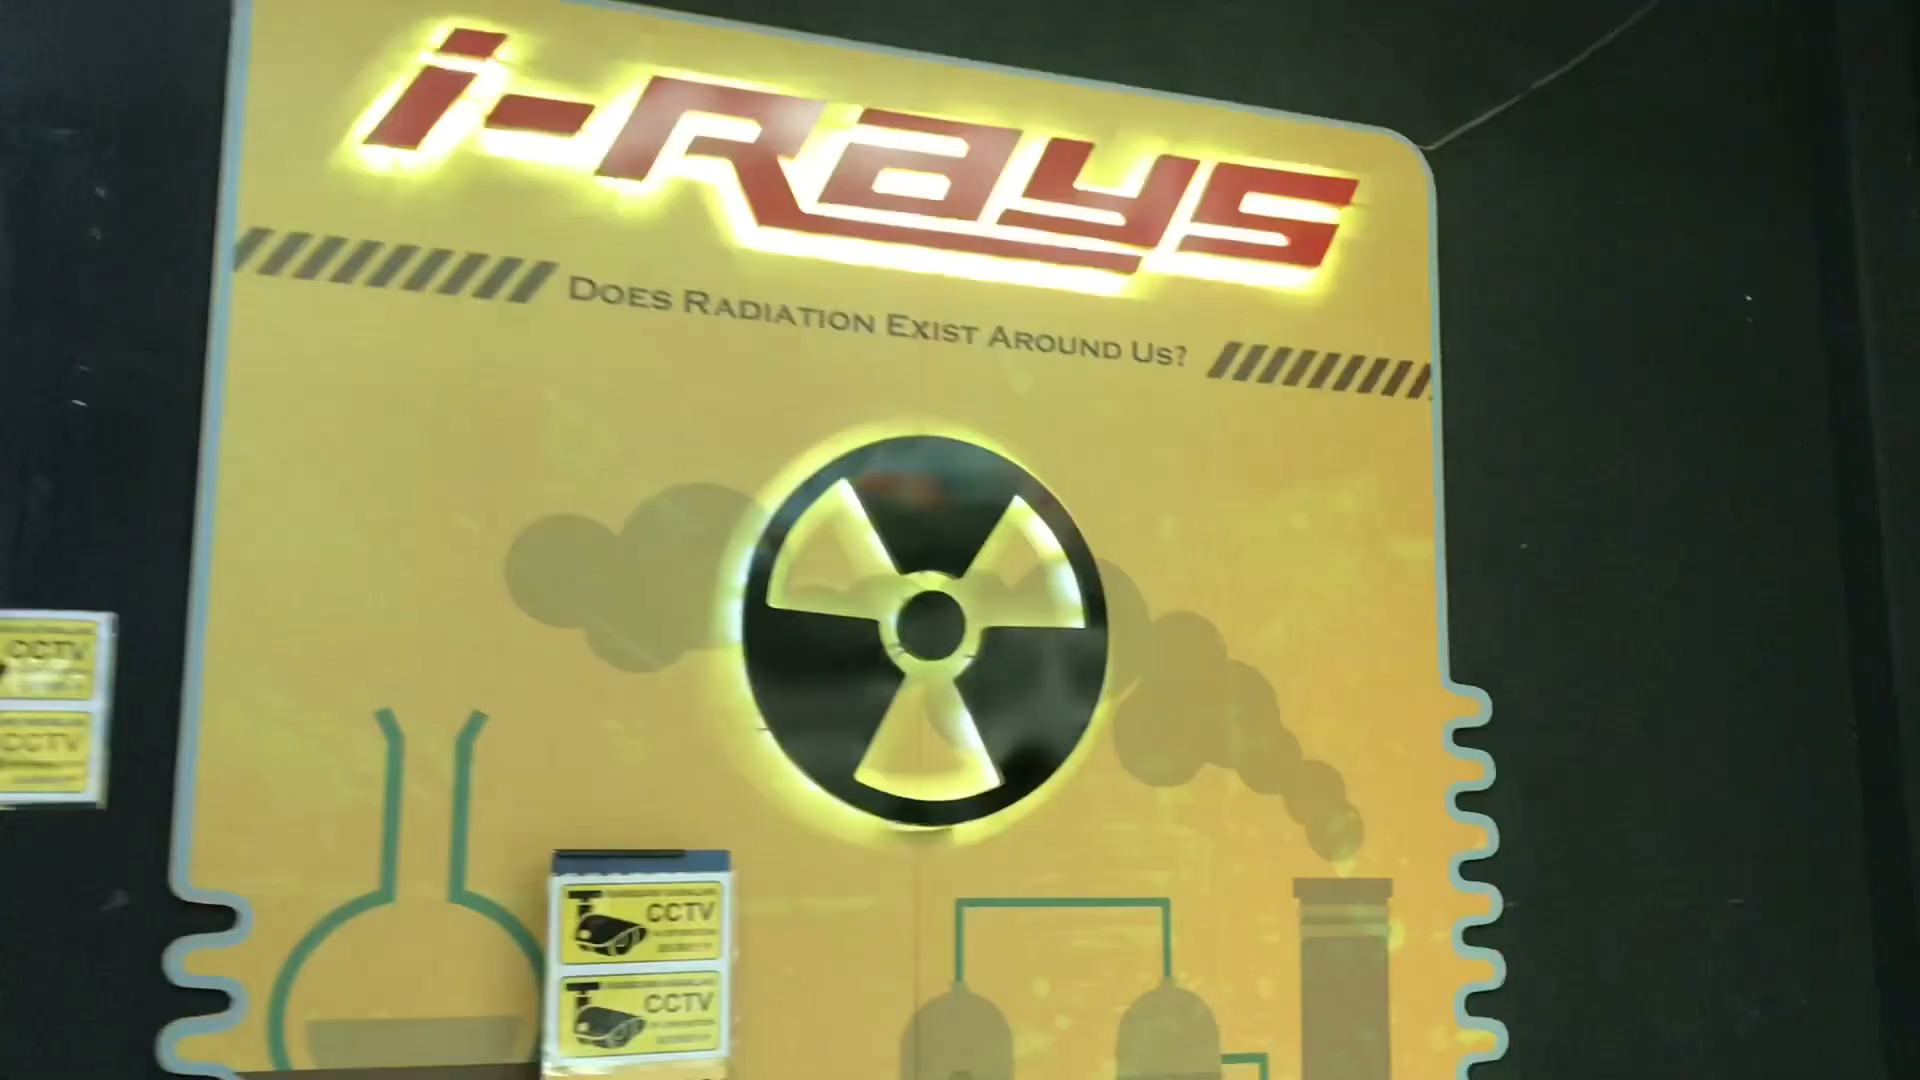 i-Rays
DOES RADIATION EXIST AROUND US?
CCTV
CCTV
CCTV
CCTV